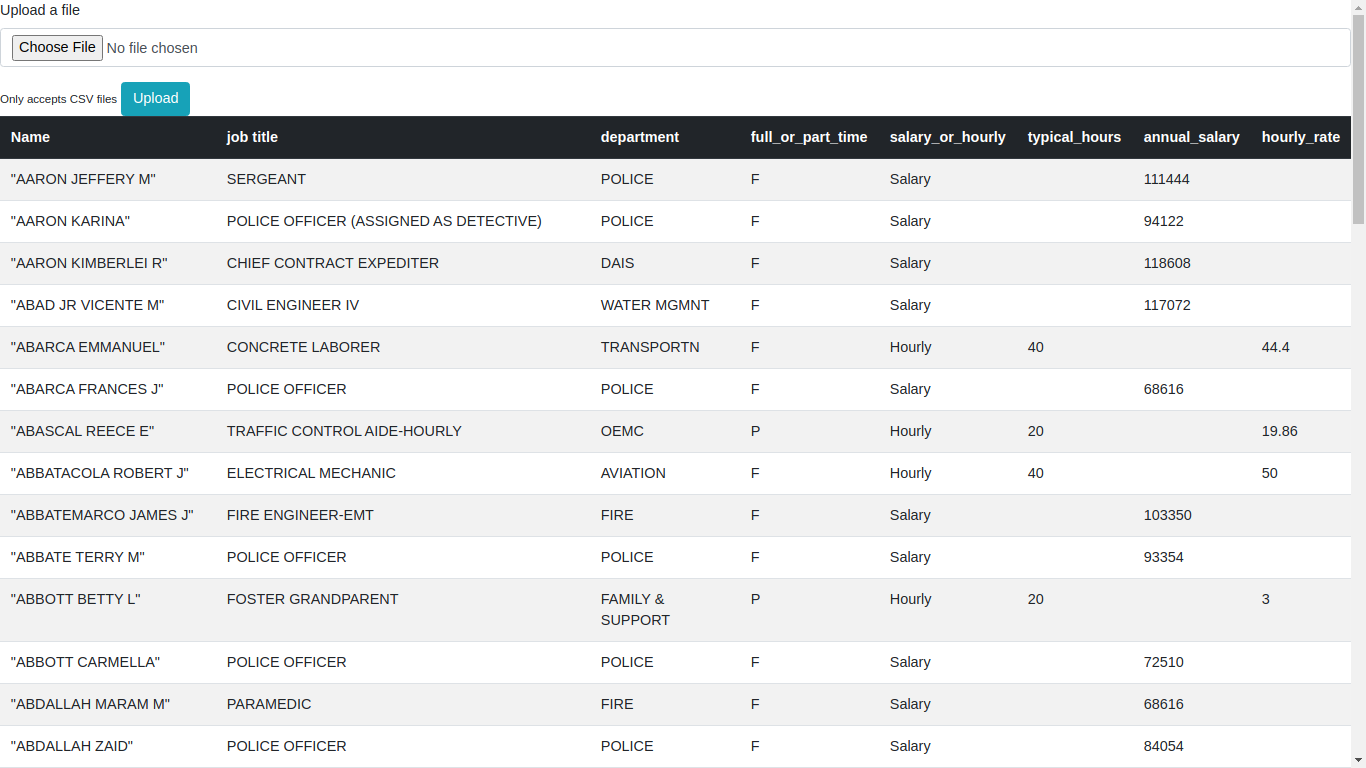 Upload a file
Choose File No file chosen
Only accepts CSV files Upload
Name job title department full_or_part_time salary_or_hourly typical_hours annual_salary hourly_rate
"AARON JEFFERY M" SERGEANT POLICE F Salary 111444
"AARON KARINA" POLICE OFFICER (ASSIGNED AS DETECTIVE) POLICE F Salary 94122
"AARON KIMBERLEI R" CHIEF CONTRACT EXPEDITER DAIS F Salary 118608
"ABAD JR VICENTE M" CIVIL ENGINEER IV WATER MGMNT F Salary 117072
"ABARCA EMMANUEL" CONCRETE LABORER TRANSPORTN F Hourly 40 44.4
"ABARCA FRANCES J" POLICE OFFICER POLICE F Salary 68616
"ABASCAL REECE E" TRAFFIC CONTROL AIDE-HOURLY OEMC P Hourly 20 19.86
"ABBATACOLA ROBERT J" ELECTRICAL MECHANIC AVIATION F Hourly 40 50
"ABBATEMARCO JAMES J" FIRE ENGINEER-EMT FIRE F Salary 103350
"ABBATE TERRY M" POLICE OFFICER POLICE F Salary 93354
"ABBOTT BETTY L" FOSTER GRANDPARENT FAMILY & P Hourly 20 3
SUPPORT
"ABBOTT CARMELLA" POLICE OFFICER POLICE F Salary 72510
"ABDALLAH MARAM M" PARAMEDIC FIRE F Salary 68616
"ABDALLAH ZAID" POLICE OFFICER POLICE F Salary 84054